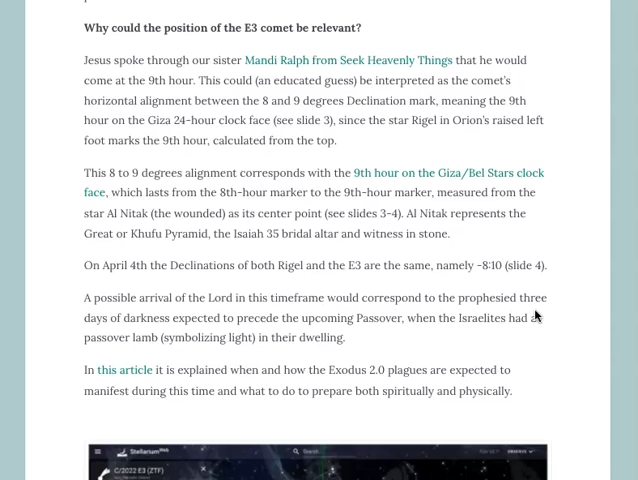 Why could the position of the E3 comet be relevant?
Jesus spoke through our sister Mandi Ralph from Seek Heavenly Things that he would
come at the 9th hour. This could (an educated guess) be interpreted as the comet's
horizontal alignment between the 8 and 9 degrees Declination mark, meaning the 9th
hour on the Giza 24-hour clock face (see slide 3), since the star Rigel in Orion's raised left
foot marks the 9th hour, calculated from the top.
This 8 to 9 degrees alignment corresponds with the 9th hour on the Giza/Bel Stars clock
face, which lasts from the 8th-hour marker to the 9th-hour marker, measured from the
star Al Nitak (the wounded) as its center point (see slides 3-4). Al Nitak represents the
Great or Khufu Pyramid, the Isaiah 35 bridal altar and witness in stone.
On April 4th the Declinations of both Rigel and the E3 are the same, namely -8:10 (slide 4).
A possible arrival of the Lord in this timeframe would correspond to the prophesied three
days of darkness expected to precede the upcoming Passover, when the Israelites had a
passover lamb (symbolizing light) in their dwelling.
In this article it is explained when and how the Exodus 2.0 plagues are expected to
manifest during this time and what to do to prepare both spiritually and physically.
Stellarium Web Search
C/2022 E3 (ZTF)